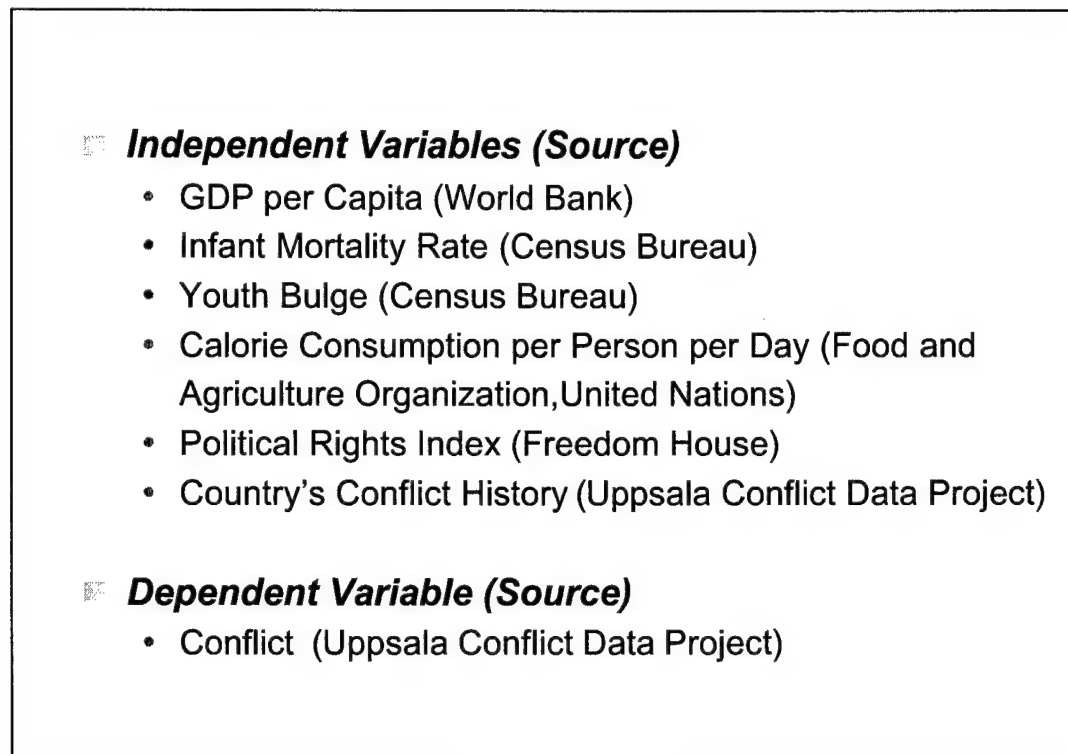 Independent Variables (Source)
• GDP per Capita (World Bank)
• Infant Mortality Rate (Census Bureau)
• Youth Bulge (Census Bureau)
• Calorie Consumption per Person per Day (Food and
Agriculture Organization,United Nations)
• Political Rights Index (Freedom House)
• Country's Conflict History (Uppsala Conflict Data Project)
Dependent Variable (Source)
• Conflict (Uppsala Conflict Data Project)